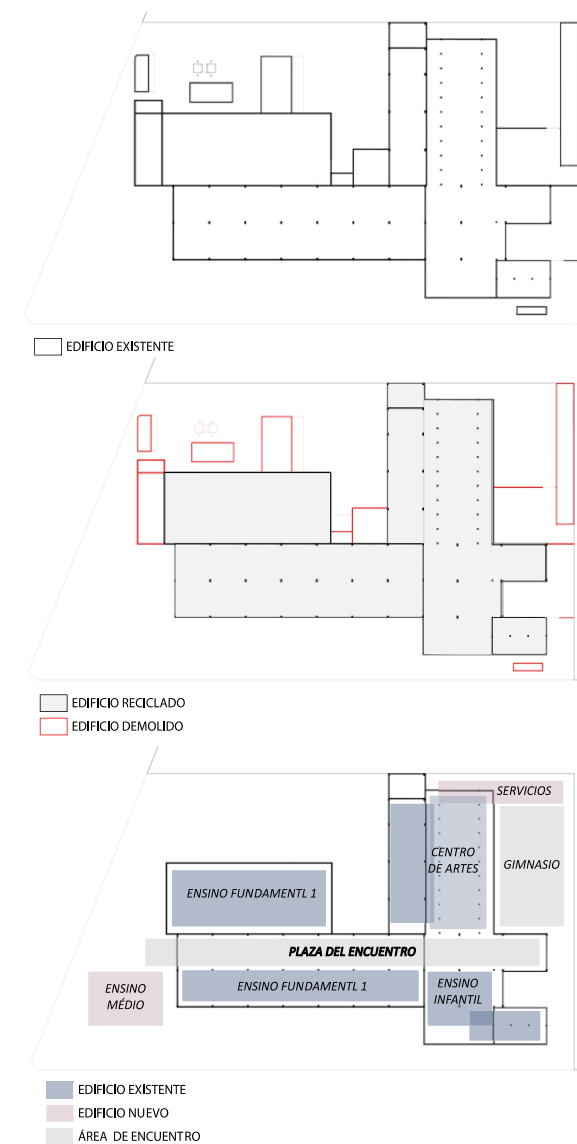 EDIFICIO EXISTENTE
EDIFICIO RECICLADO
EDIFICIO DEMOLIDO
SERVICIOS
CENTRO
DE ARTES
GIMNASIO
ENSINO FUNDAMENTL 1
PLAZA DEL ENCUENTRO
ENSINO
MÉDIO
ENSINO FUNDAMENTL 1
ENSINO
INFANTIL
EDIFICIO EXISTENTE
EDIFICIO NUEVO
ÁREA DE ENCUENTRO